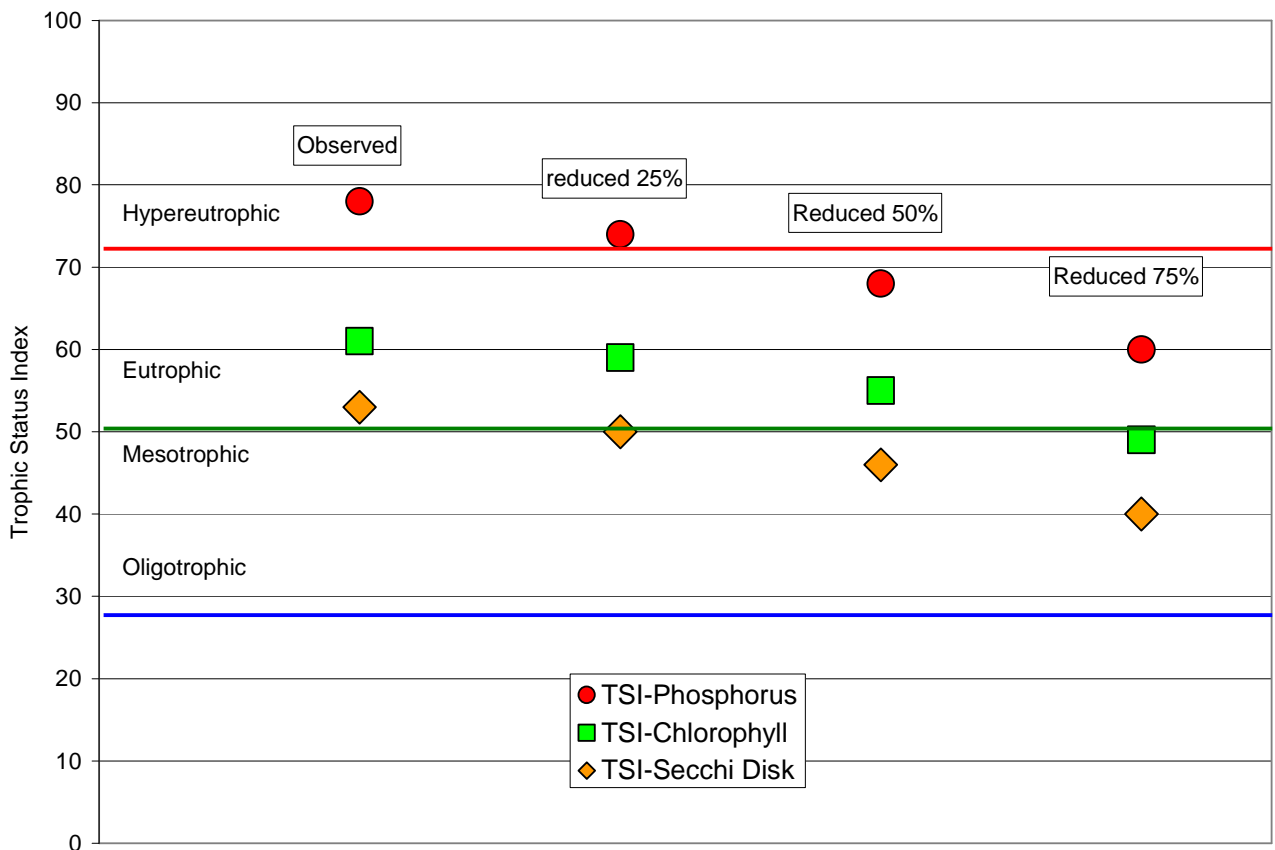 100
90
80
70
60
50
40
30
20
10
0
Trophic Status Index
Observed
reduced 25%
Reduced 50%
Reduced 75%
Hypereutrophic
Eutrophic
Mesotrophic
Oligotrophic
TSI-Phosphorus
TSI-Chlorophyll
TSI-Secchi Disk